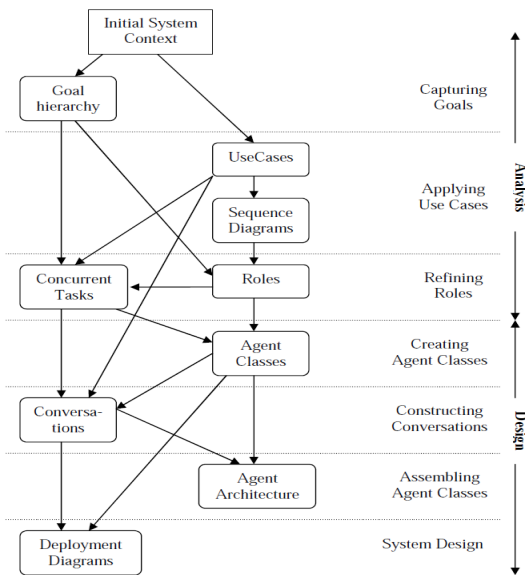 Initial System
Context
Goal
hierarchy
Capturing
Goals
UseCases
Applying
Use Cases
Sequence
Diagrams
Analysis
Concurrent
Tasks
Roles
Refining
Roles
Agent
Classes
Creating
Agent Classes
Conversa-
tions
Constructing
Conversations
Design
Agent
Architecture
Assembling
Agent Classes
Deployment
Diagrams
System Design